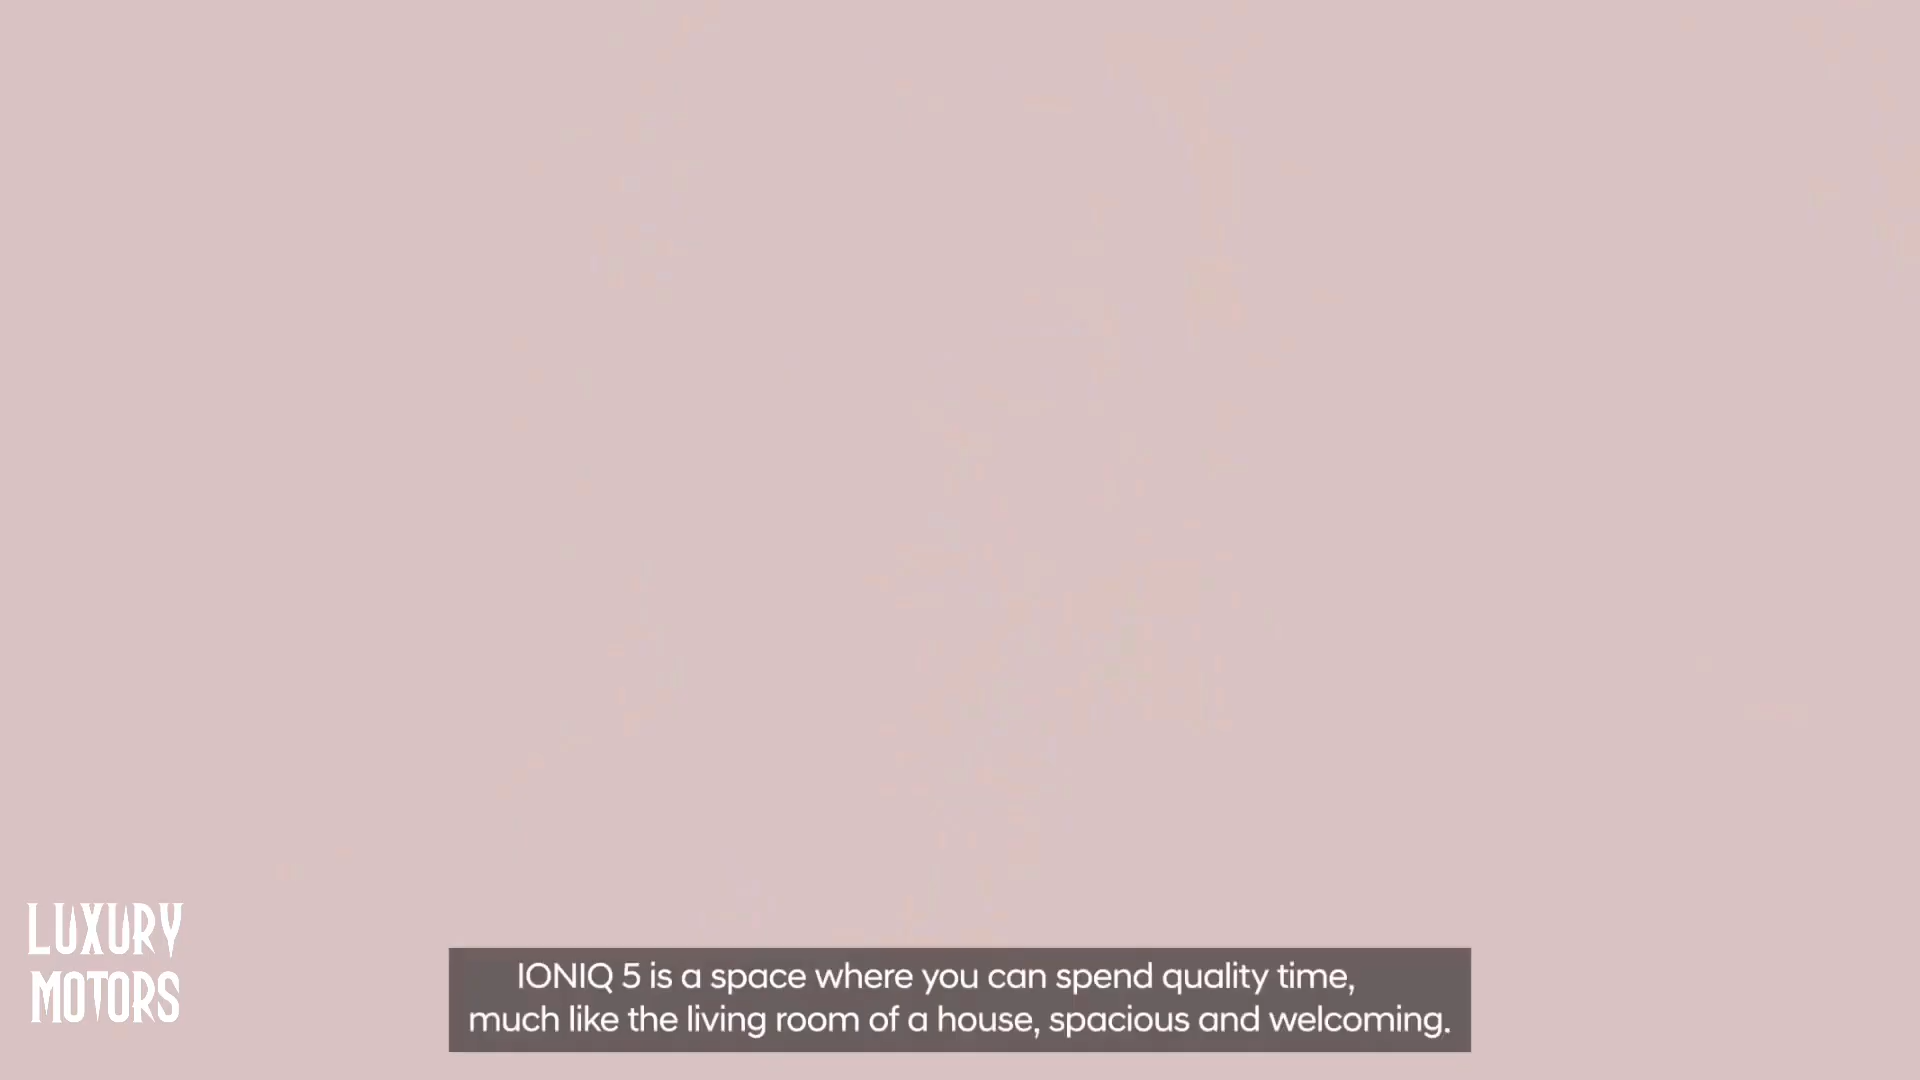 LUXURY
MOTORS
IONIQ 5 is a space where you can spend quality time,
much like the living room of a house, spacious and welcoming.